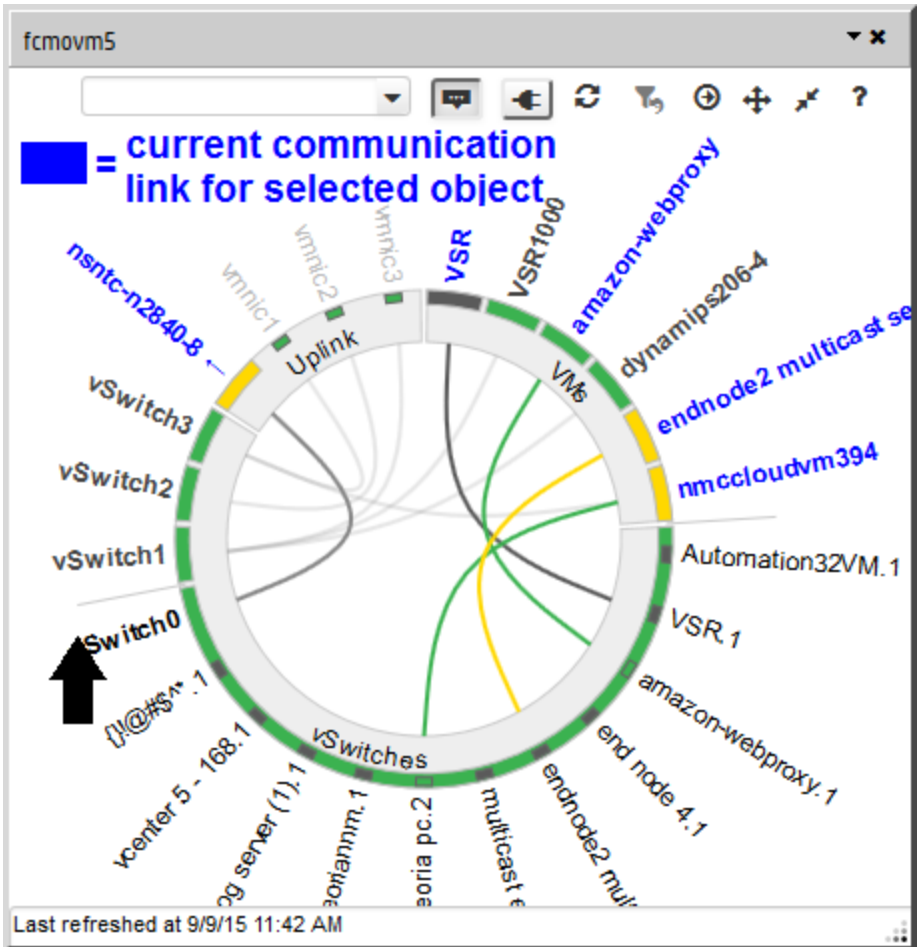 fcmovm5
?
= current communication
link for selected object
nsntc-n2840-8 ←
vmnic1
vmnic2
vmnic3
VSR
VSR1000
amazon-webproxy
dynamips206-4
endnode2 multicast se
nmccloudvm394
Uplink
VMs
vSwitch3
vSwitch2
vSwitch1
vSwitch0
Automation32VM.1
VSR.1
amazon-webproxy.1
end node 4.1
endnode2 mul
multicast e
eoria pc.2
eoriannm.1
og server (1).1
vcenter 5 - 168.1
{}!@#$^*.1
vSwitches
Last refreshed at 9/9/15 11:42 AM